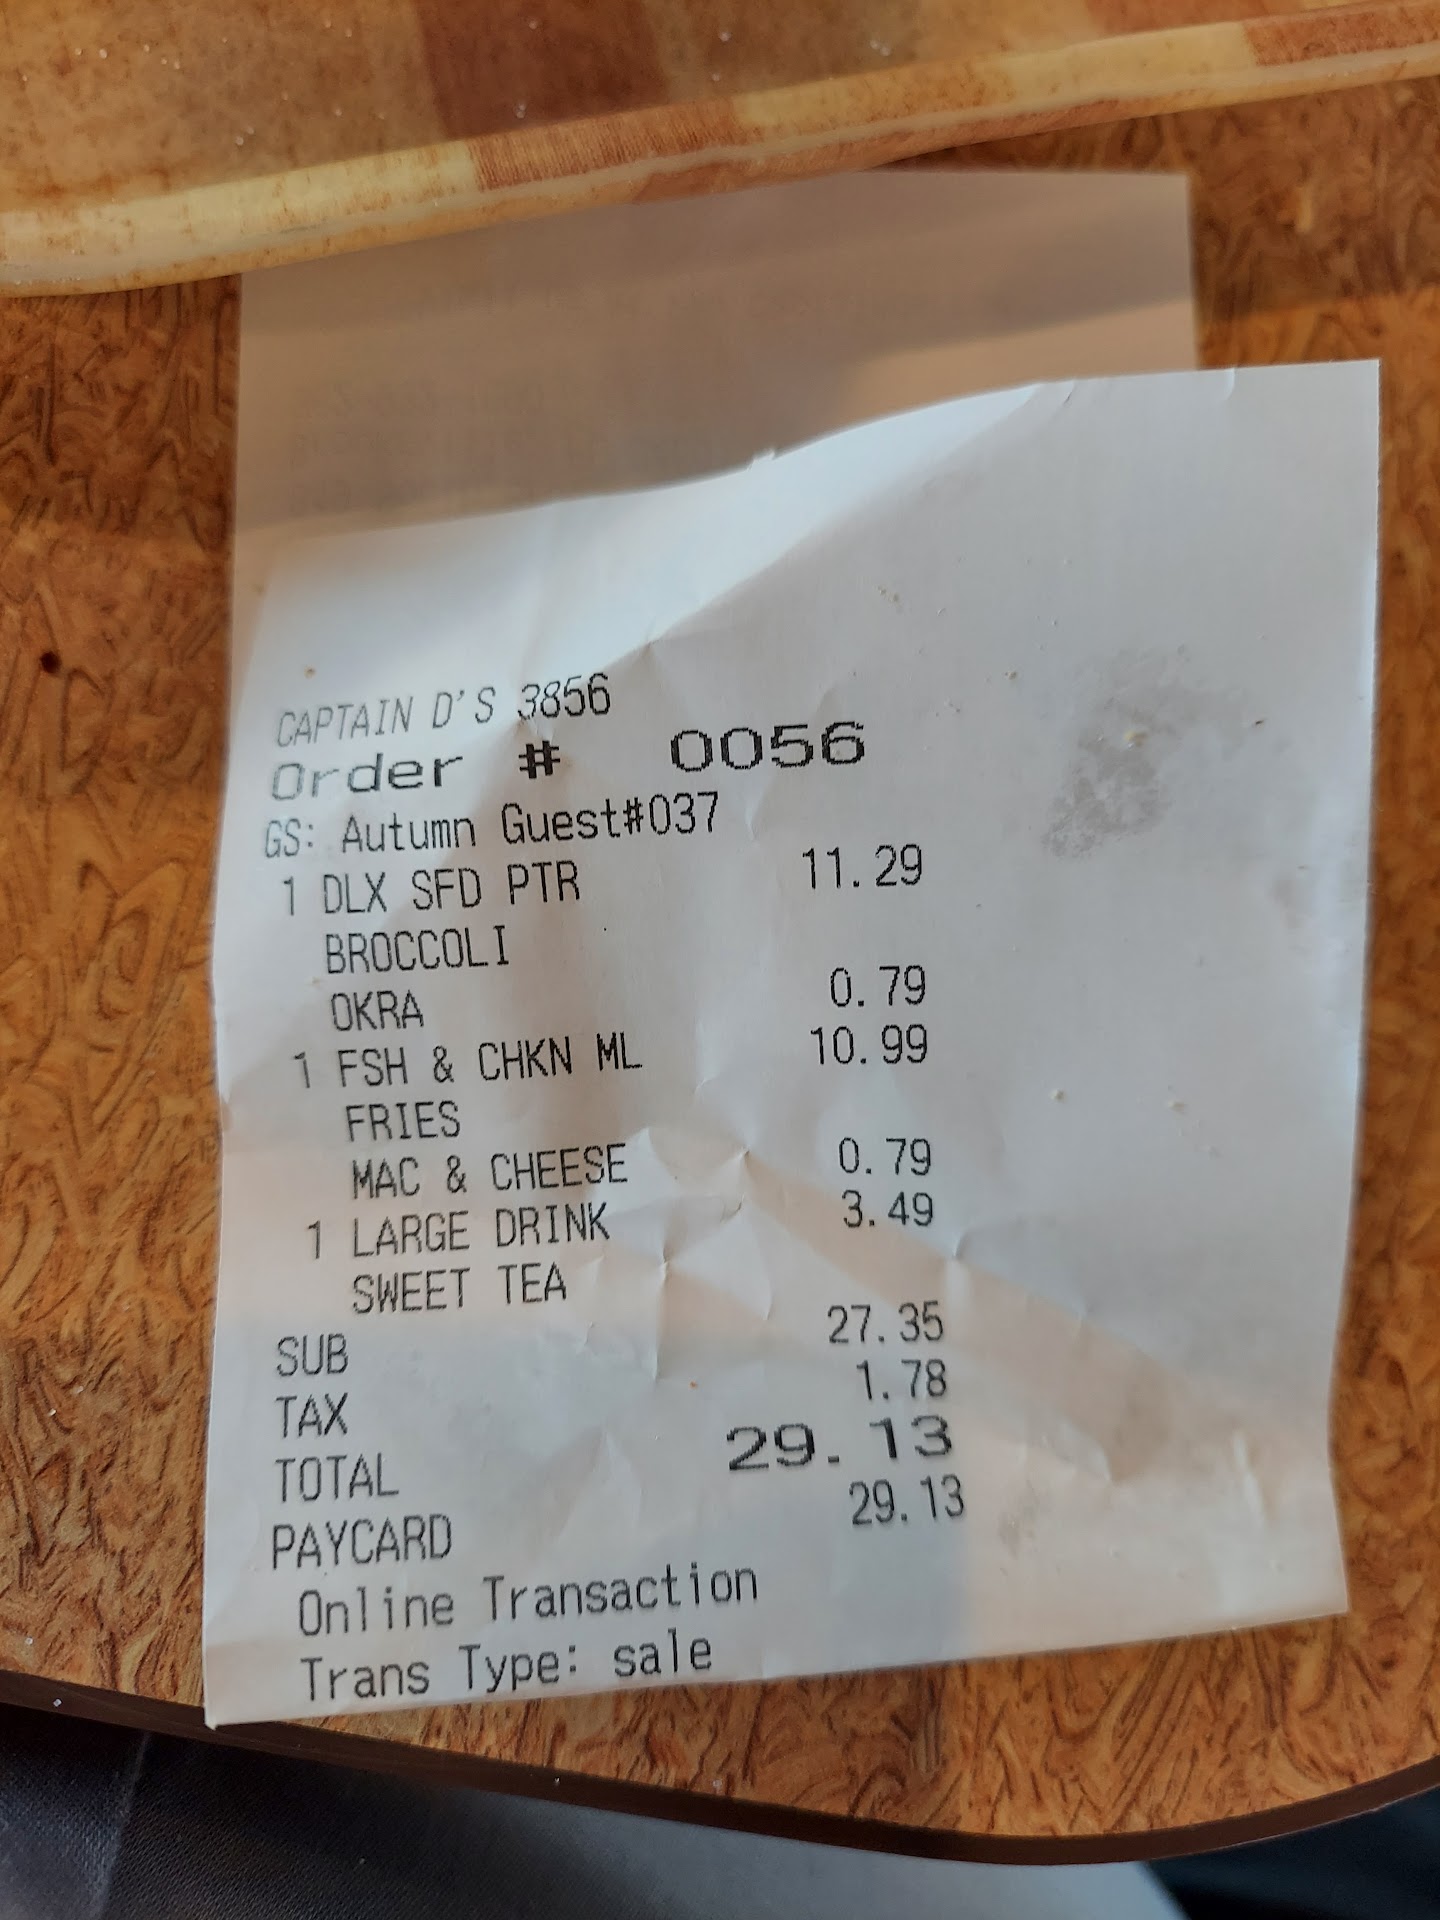 CAPTAIN D'S 3856
Order # 0056
GS: Autumn Guest#037
1 DLX SFD PTR 11.29
BROCCOLI
OKRA 0.79
1 FSH & CHKN ML 10.99
FRIES
MAC & CHEESE 0.79
1 LARGE DRINK 3.49
SWEET TEA
SUB 27.35
TAX 1.78
TOTAL 29.13
PAYCARD 29.13
Online Transaction
Trans Type: sale